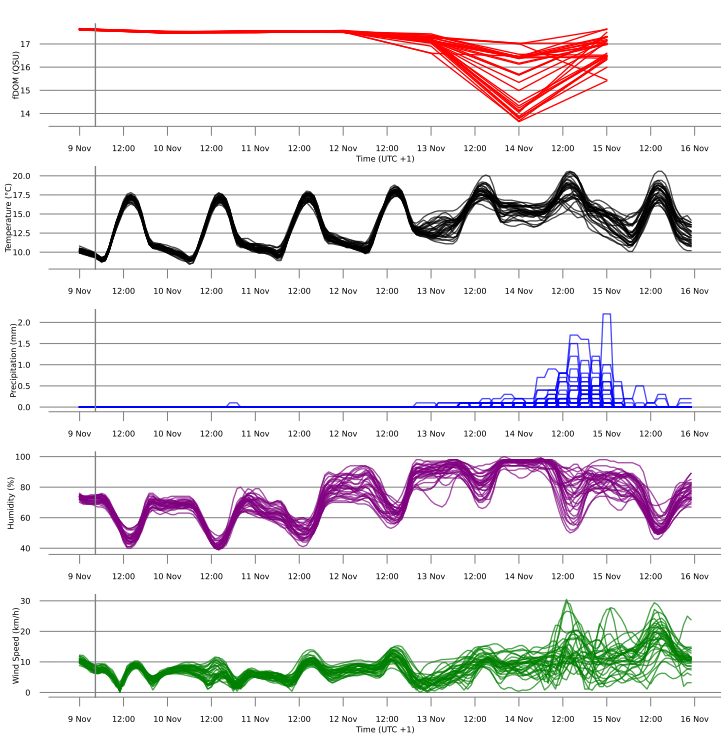 17
16
15
14
fDOM (QSU)
9 Nov 12:00 10 Nov 12:00 11 Nov 12:00 12 Nov 12:00 13 Nov 12:00 14 Nov 12:00 15 Nov 12:00 16 Nov
Time (UTC +1)
20.0
17.5
15.0
12.5
10.0
Temperature (°C)
9 Nov 12:00 10 Nov 12:00 11 Nov 12:00 12 Nov 12:00 13 Nov 12:00 14 Nov 12:00 15 Nov 12:00 16 Nov
2.0
1.5
1.0
0.5
0.0
Precipitation (mm)
9 Nov 12:00 10 Nov 12:00 11 Nov 12:00 12 Nov 12:00 13 Nov 12:00 14 Nov 12:00 15 Nov 12:00 16 Nov
100
80
60
40
Humidity (%)
9 Nov 12:00 10 Nov 12:00 11 Nov 12:00 12 Nov 12:00 13 Nov 12:00 14 Nov 12:00 15 Nov 12:00 16 Nov
30
20
10
0
Wind Speed (km/h)
9 Nov 12:00 10 Nov 12:00 11 Nov 12:00 12 Nov 12:00 13 Nov 12:00 14 Nov 12:00 15 Nov 12:00 16 Nov
Time (UTC +1)